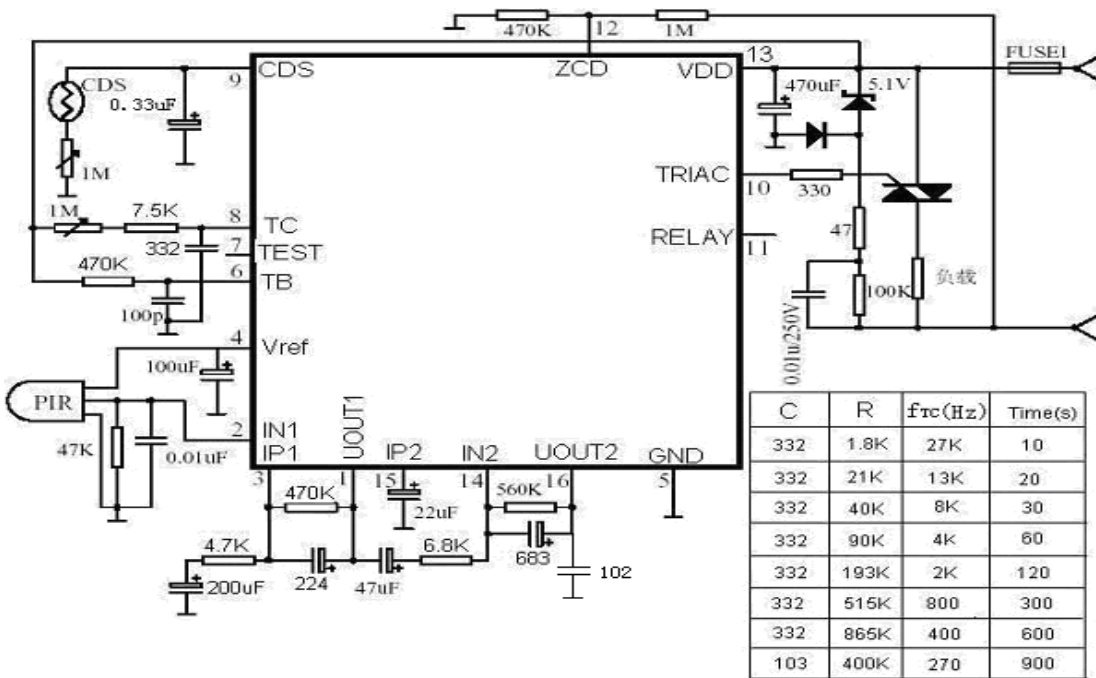 470K
12
1M
13
FUSE1
CDS
9
CDS
ZCD
VDD
470uF
5.1V
0.33uF
1M
TRIAC
10
330
1M
7.5K
8
TC
332
7
TEST
RELAY
11
47
470K
6
TB
100K
负载
100p
0.01u/250V
4
Vref
100uF
PIR
2
IN1
47K
0.01uF
IP1
UOUT1
IP2
IN2
UOUT2
GND
3
1
15
14
16
5
470K
22uF
560K
4.7K
6.8K
683
200uF
224
47uF
102
C R fTC(Hz) Time(s)
332 1.8K 27K 10
332 21K 13K 20
332 40K 8K 30
332 90K 4K 60
332 193K 2K 120
332 515K 800 300
332 865K 400 600
103 400K 270 900